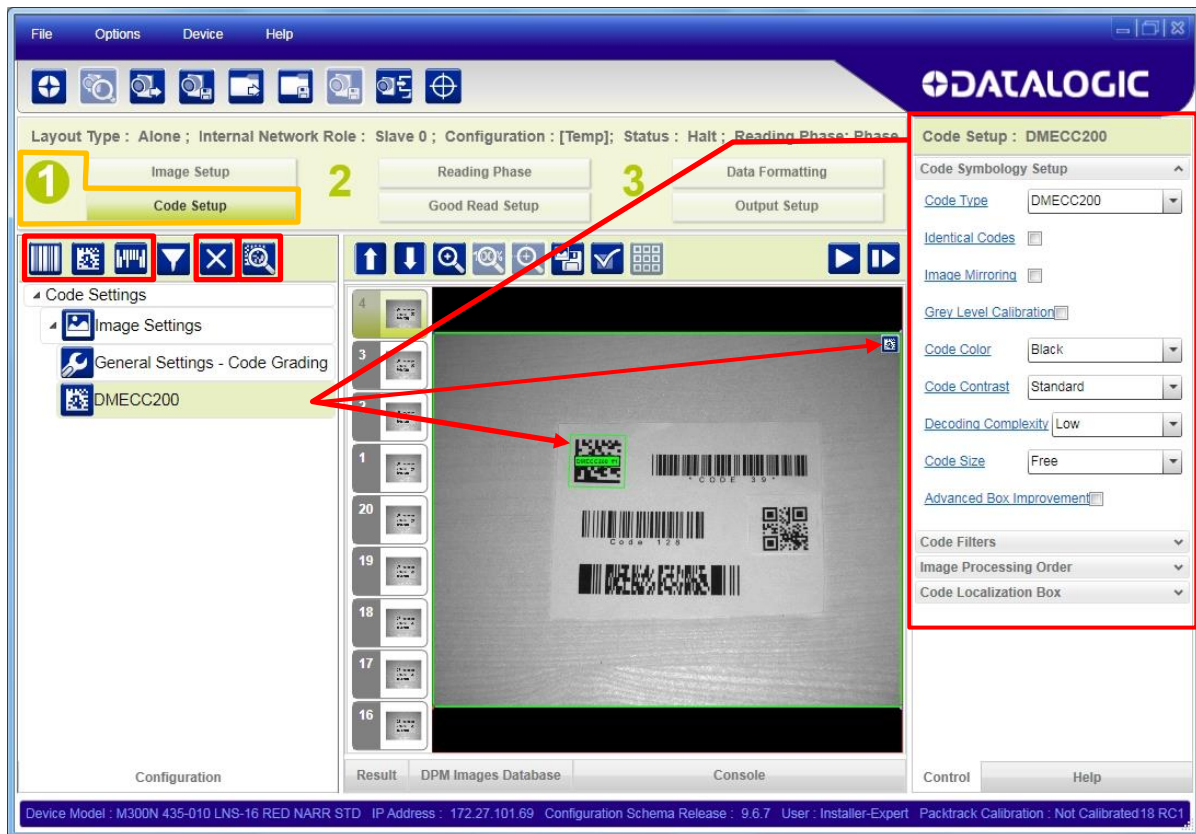 File Options Device Help
DATALOGIC
Layout Type : Alone ; Internal Network Role : Slave 0 ; Configuration : [Temp]; Status : Halt ; Reading Phase: Phase
1 Image Setup
Code Setup
2 Reading Phase
Good Read Setup
3 Data Formatting
Output Setup
Code Settings
Image Settings
General Settings - Code Grading
DMECC200
Configuration
100%
4
3
2
1
20
19
18
17
16
*CODE 39*
Code 128
Result DPM Images Database Console
Code Setup : DMECC200
Code Symbology Setup
Code Type DMECC200
Identical Codes
Image Mirroring
Grey Level Calibration
Code Color Black
Code Contrast Standard
Decoding Complexity Low
Code Size Free
Advanced Box Improvement
Code Filters
Image Processing Order
Code Localization Box
Control Help
Device Model : M300N 435-010 LNS-16 RED NARR STD IP Address : 172.27.101.69 Configuration Schema Release : 9.6.7 User : Installer-Expert Packtrack Calibration : Not Calibrated 18 RC1